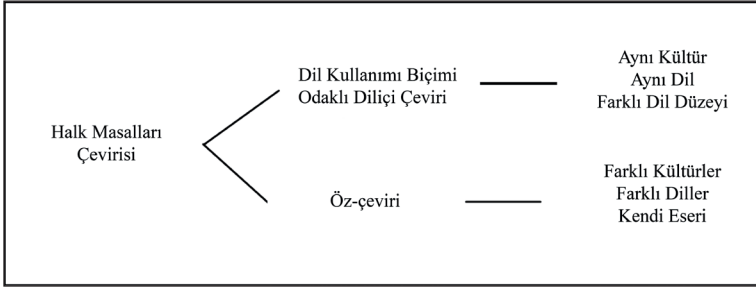 Halk Masalları
Çevirisi
Dil Kullanımı Biçimi
Odaklı Diliçi Çeviri
Aynı Kültür
Aynı Dil
Farklı Dil Düzeyi
Öz-çeviri
Farklı Kültürler
Farklı Diller
Kendi Eseri